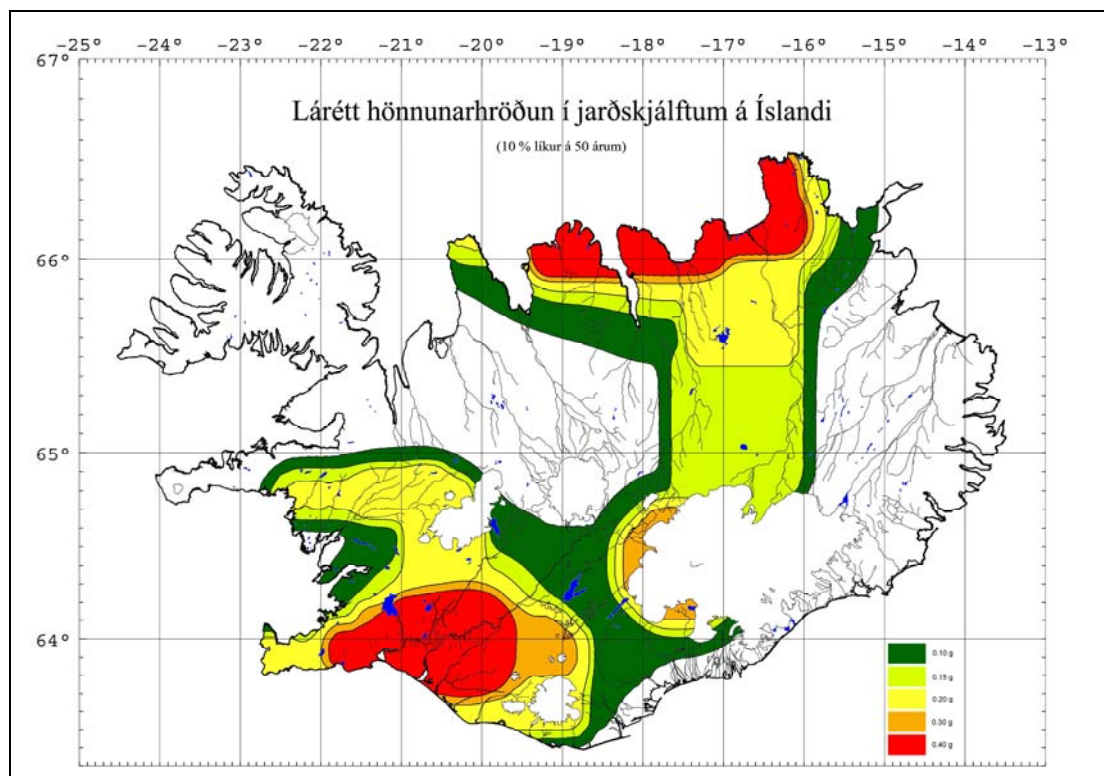 -25° -24° -23° -22° -21° -20° -19° -18° -17° -16° -15° -14° -13°
67°
Lárétt hönnunarhröðun í jarðskjálftum á Íslandi
(10 % líkur á 50 árum)
66°
65°
64°
0.10 g
0.15 g
0.20 g
0.30 g
0.40 g